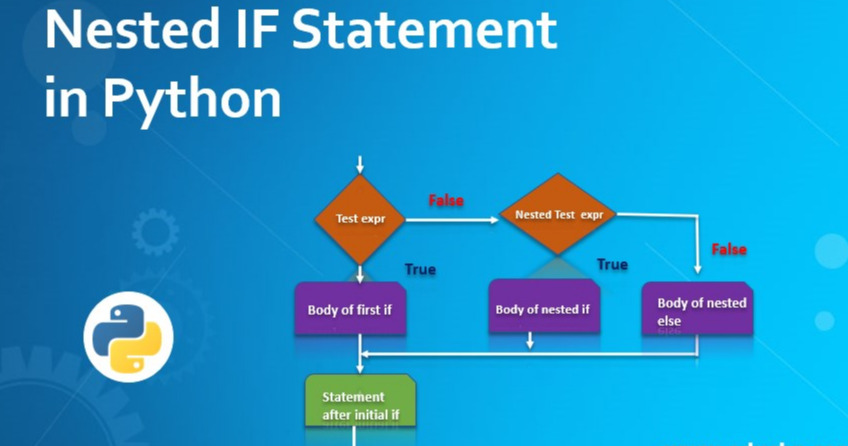 Nested IF Statement
in Python
False
Test expr
Nested Test expr
False
True
True
Body of first if
Body of nested if
Body of nested
else
Statement
after initial if